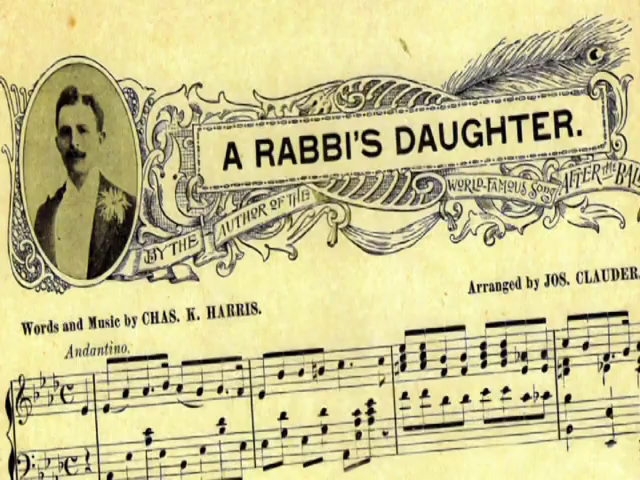 A RABBI'S DAUGHTER.
BY THE AUTHOR OF THE WORLD-FAMOUS SONG AFTER THE BALL
Arranged by JOS. CLAUDER.
Words and Music by CHAS. K. HARRIS.
Andantino.